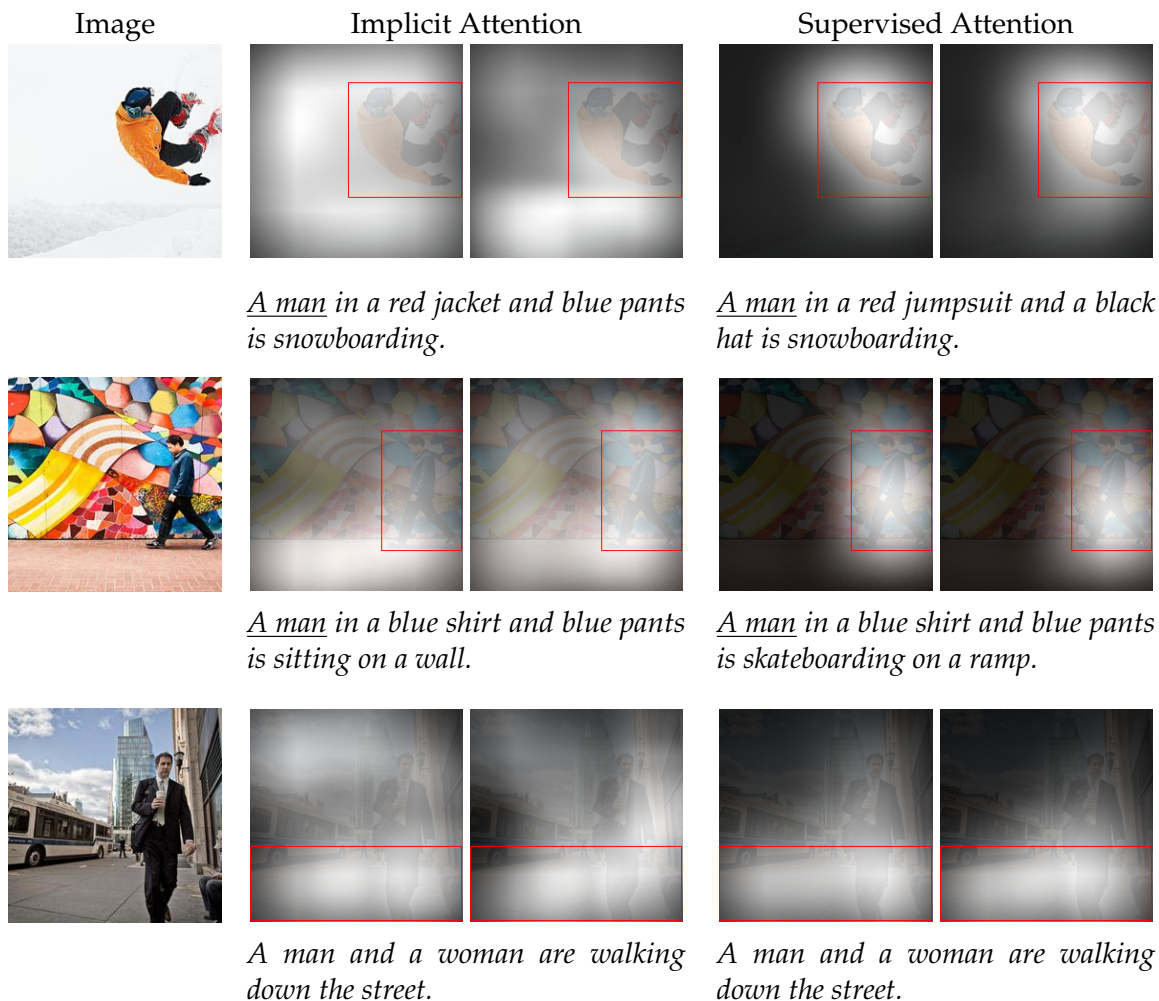 Image
Implicit Attention
Supervised Attention
A man in a red jacket and blue pants
is snowboarding.
A man in a red jumpsuit and a black
hat is snowboarding.
A man in a blue shirt and blue pants
is sitting on a wall.
A man in a blue shirt and blue pants
is skateboarding on a ramp.
A man and a woman are walking
down the street.
A man and a woman are walking
down the street.